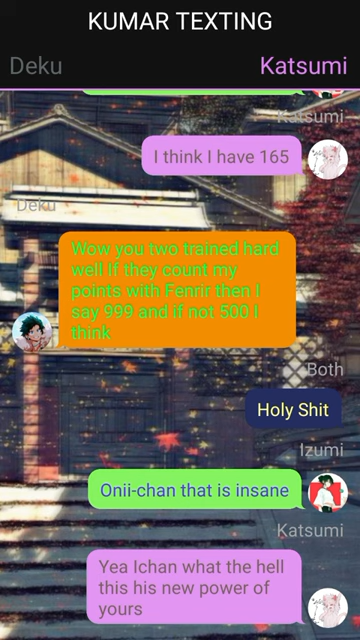 KUMAR TEXTING
Deku
Katsumi
Katsumi
I think I have 165
Deku
Wow you two trained hard
well If they count my
points with Fenrir then I
say 999 and if not 500 I
think
Both
Holy Shit
Izumi
Onii-chan that is insane
Katsumi
Yea Ichan what the hell
this his new power of
yours